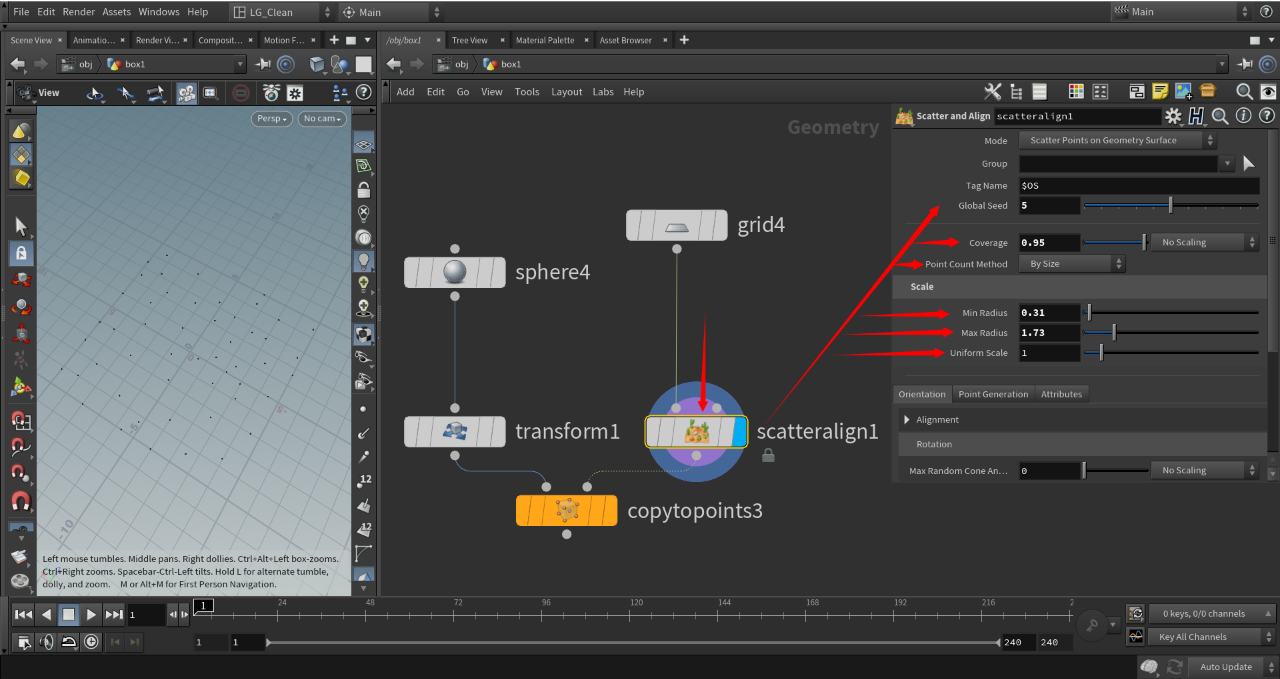 File Edit Render Assets Windows Help LG_Clean Main Main
Scene View Animatio... Render Vi... Composit... Motion F...
/obj/box1 Tree View Material Palette Asset Browser
obj box1
obj box1
View
Add Edit Go View Tools Layout Labs Help
Persp No cam
Geometry
Scatter and Align scatteralign1
Mode Scatter Points on Geometry Surface
Group
Tag Name $OS
Global Seed 5
Coverage 0.95 No Scaling
Point Count Method By Size
Scale
Min Radius 0.31
Max Radius 1.73
Uniform Scale 1
Orientation Point Generation Attributes
Alignment
Rotation
Max Random Cone An... 0 No Scaling
grid4
sphere4
transform1
scatteralign1
copytopoints3
12
12
-10
Left mouse tumbles. Middle pans. Right dollies. Ctrl+Alt+Left box-zooms.
Ctrl+Right zooms. Spacebar-Ctrl-Left tilts. Hold L for alternate tumble,
dolly, and zoom. M or Alt+M for First Person Navigation.
1 1 24 48 72 96 120 144 168 192 216 2
0 keys, 0/0 channels
1 1 240 240
Key All Channels
Auto Update